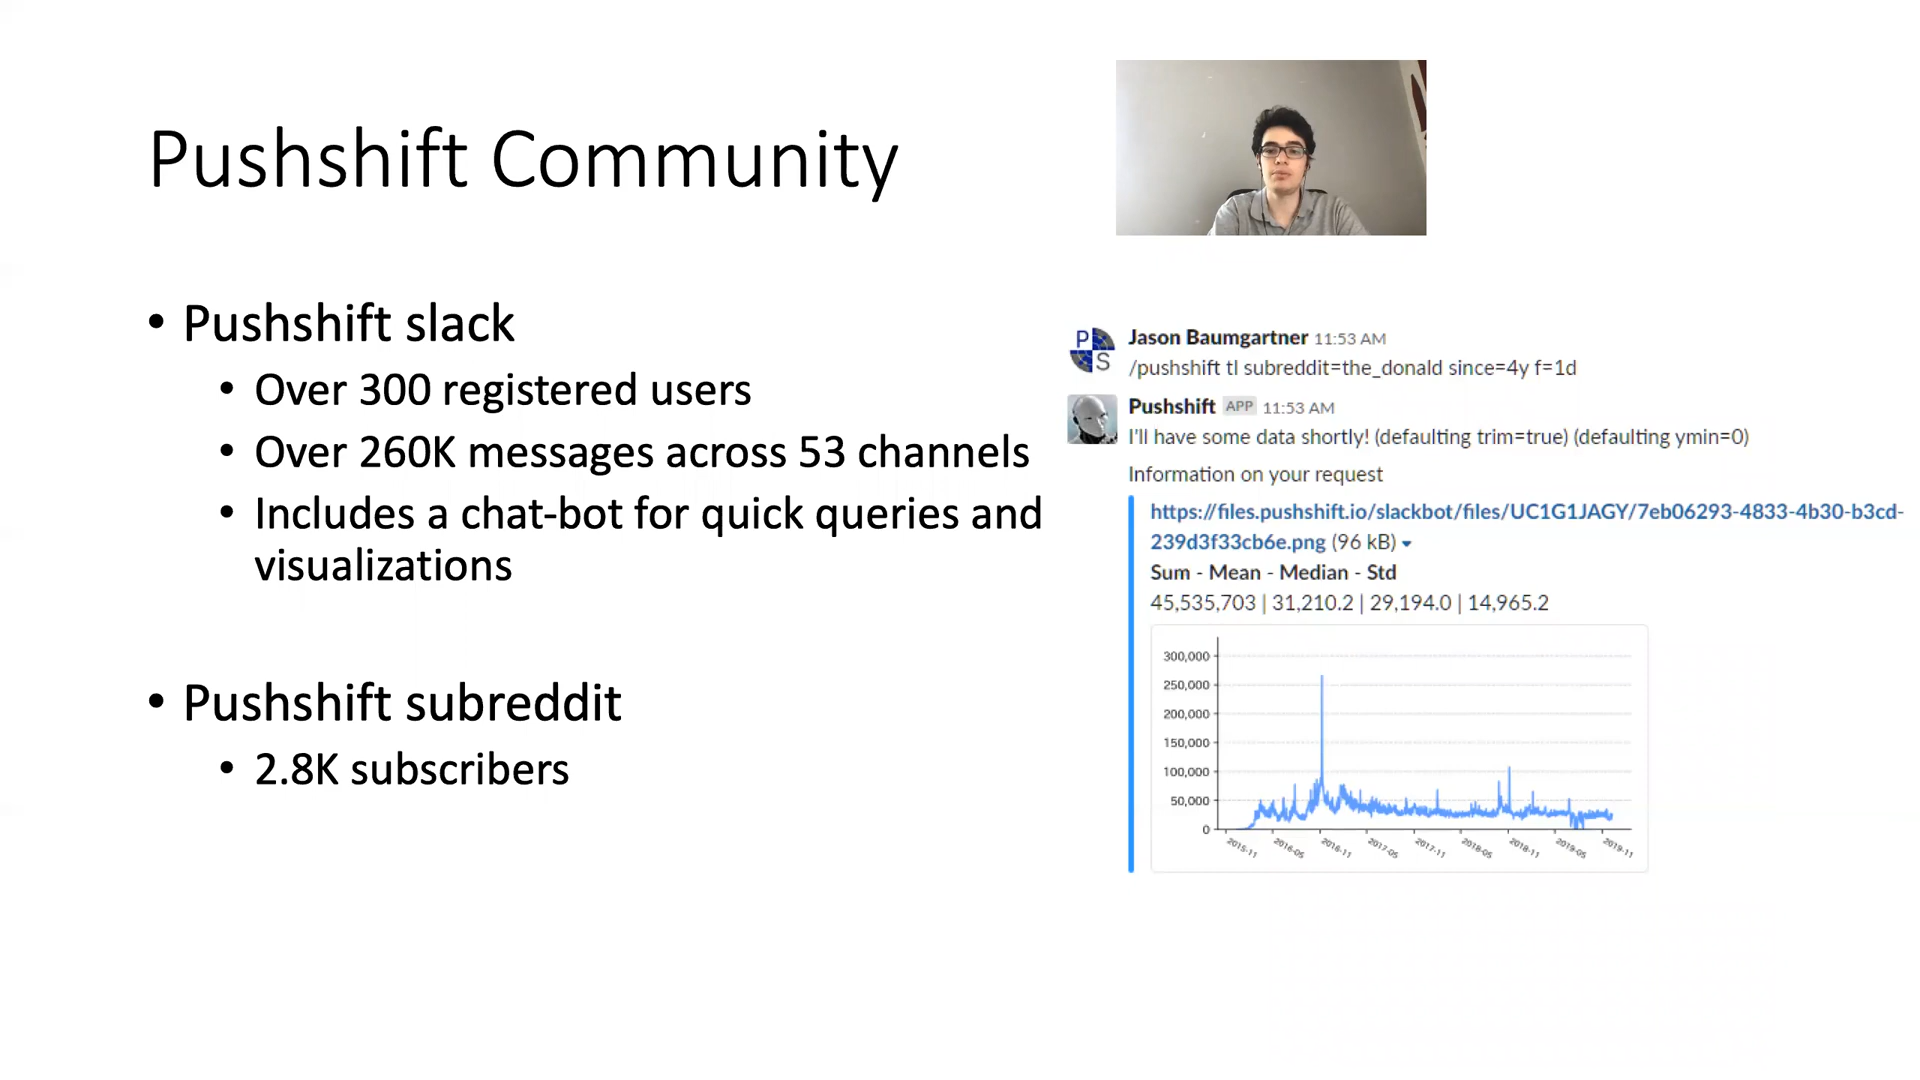 Pushshift Community
• Pushshift slack
• Over 300 registered users
• Over 260K messages across 53 channels
• Includes a chat-bot for quick queries and
visualizations
• Pushshift subreddit
• 2.8K subscribers
P
S
Jason Baumgartner 11:53 AM
/pushshift tl subreddit=the_donald since=4y f=1d
Pushshift APP 11:53 AM
I'll have some data shortly! (defaulting trim=true) (defaulting ymin=0)
Information on your request
https://files.pushshift.io/slackbot/files/UC1G1JAGY/7eb06293-4833-4b30-b3cd-
239d3f33cb6e.png (96 kB)
Sum - Mean - Median - Std
45,535,703 | 31,210.2 | 29,194.0 | 14,965.2
300,000
250,000
200,000
150,000
100,000
50,000
0
2015-11 2016-05 2016-11 2017-05 2017-11 2018-05 2018-11 2019-05 2019-11